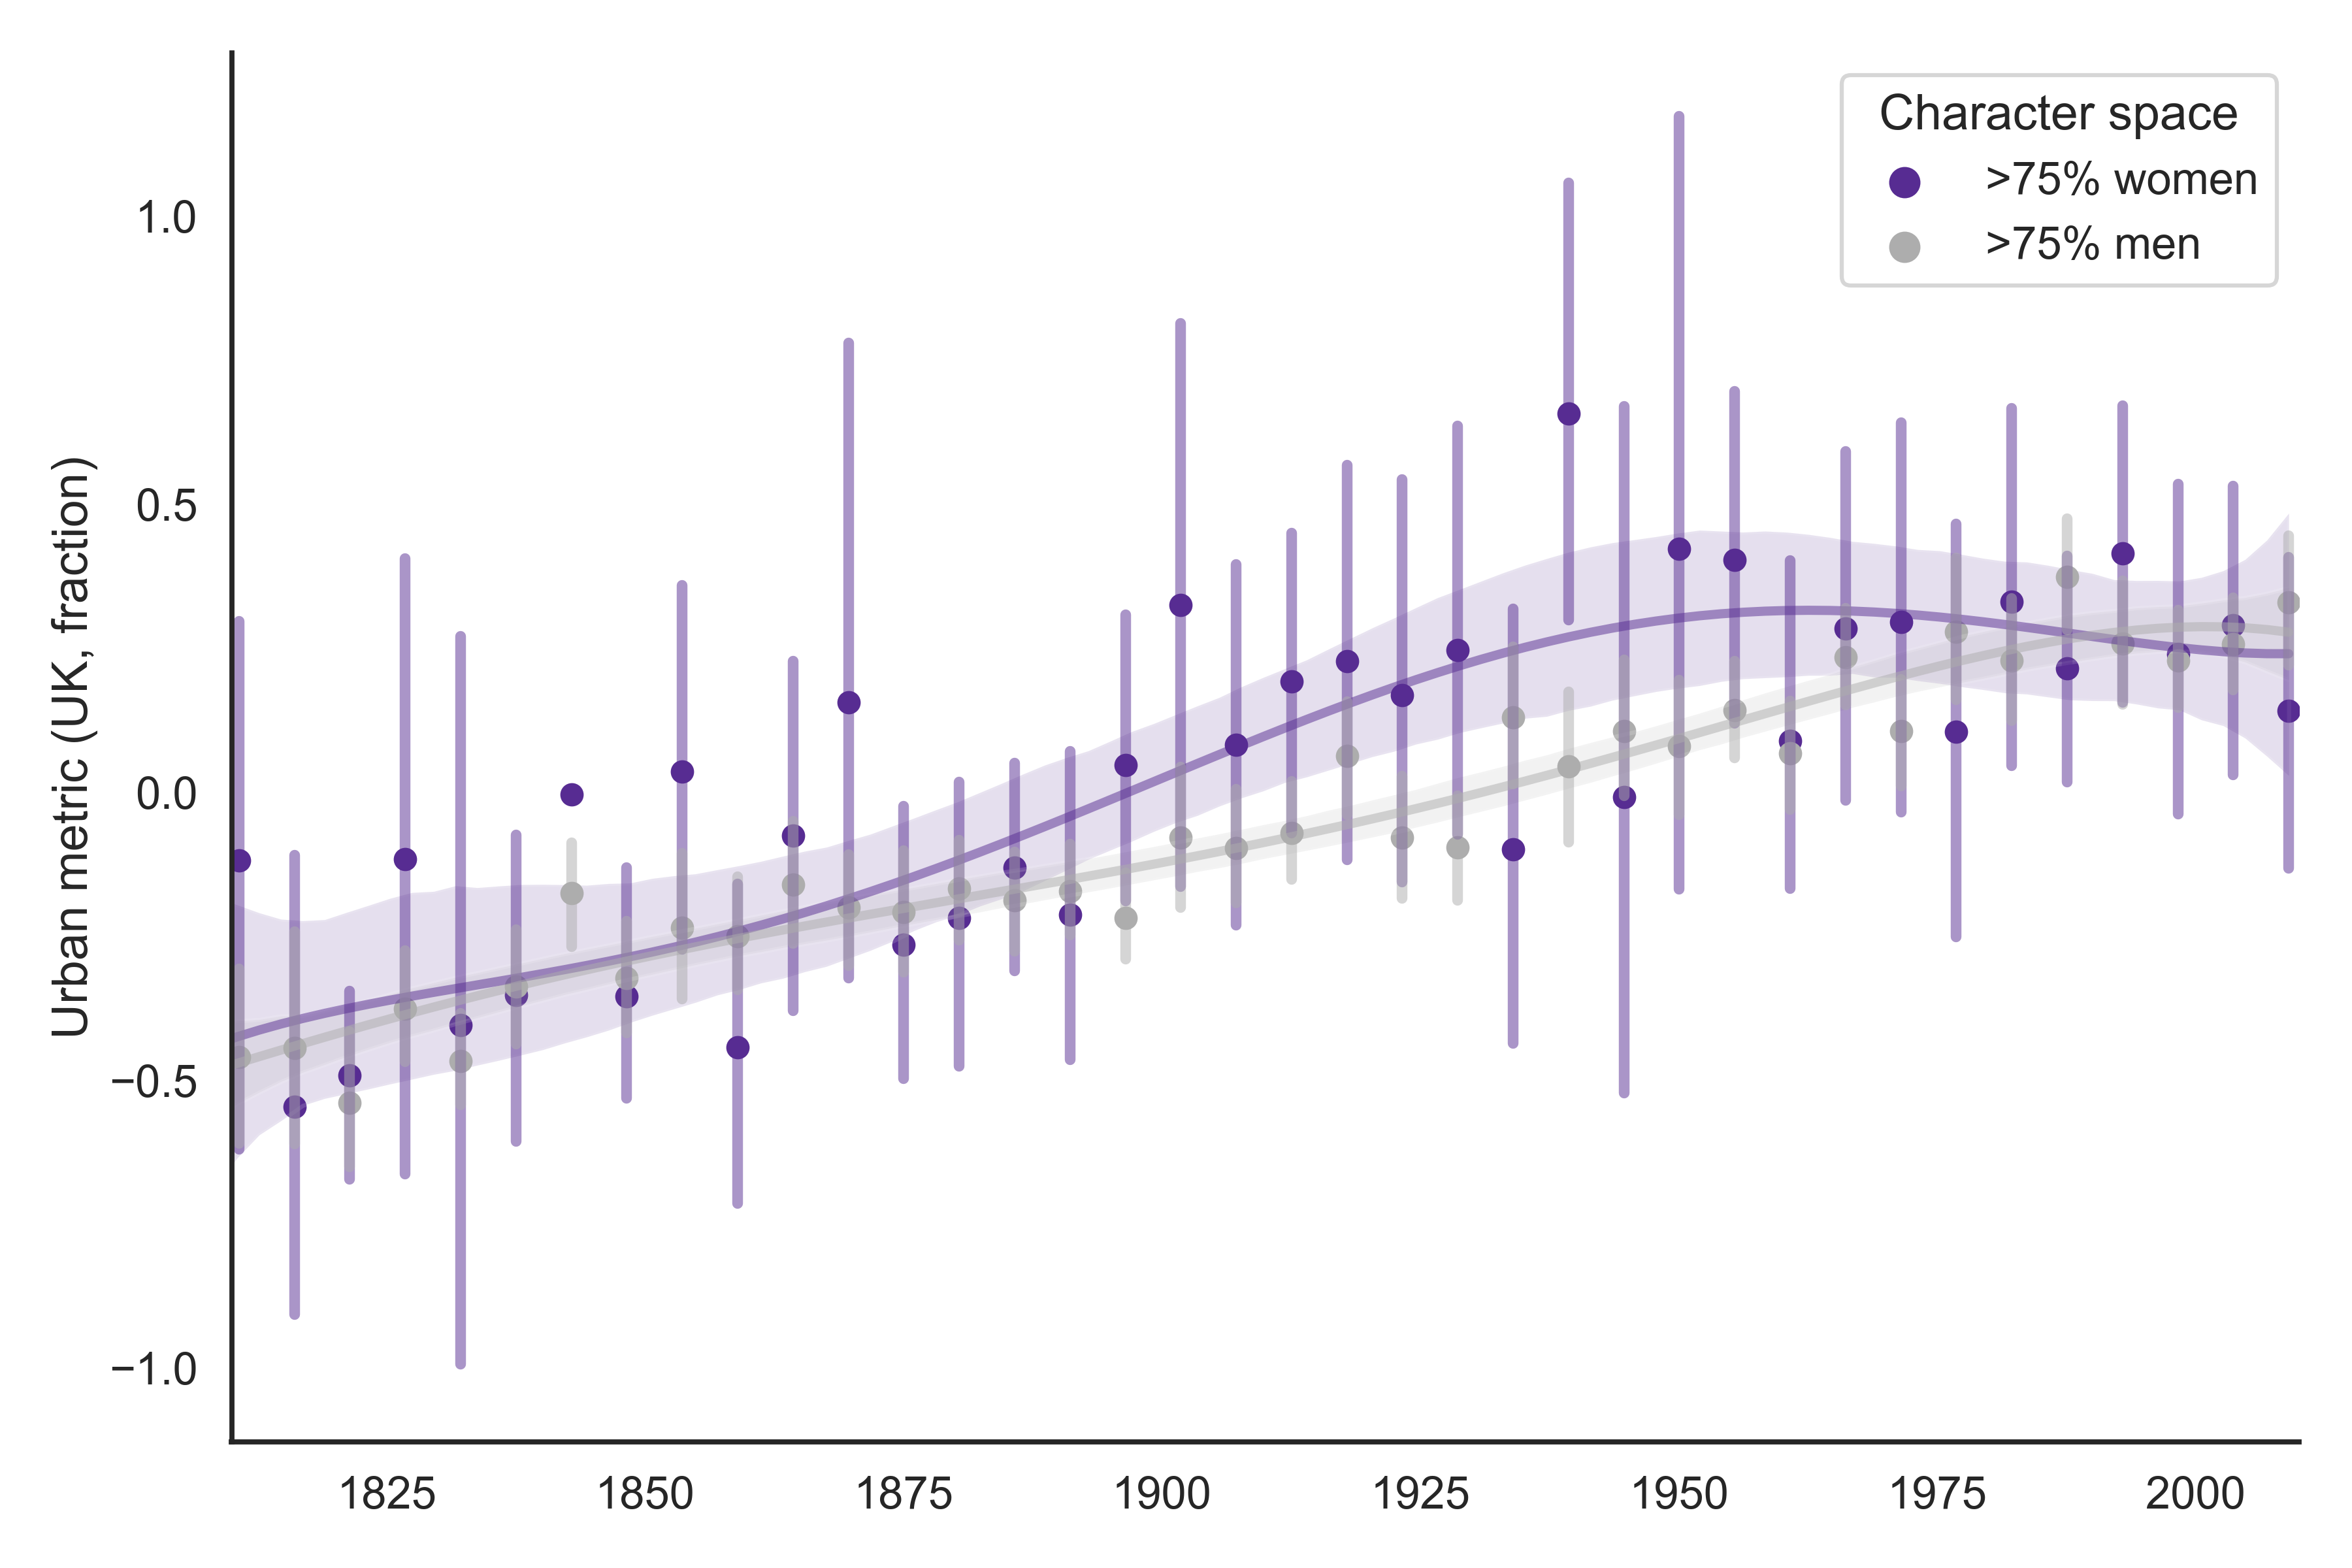 Character space
>75% women
>75% men
Urban metric (UK, fraction)
1.0
0.5
0.0
−0.5
−1.0
1825 1850 1875 1900 1925 1950 1975 2000